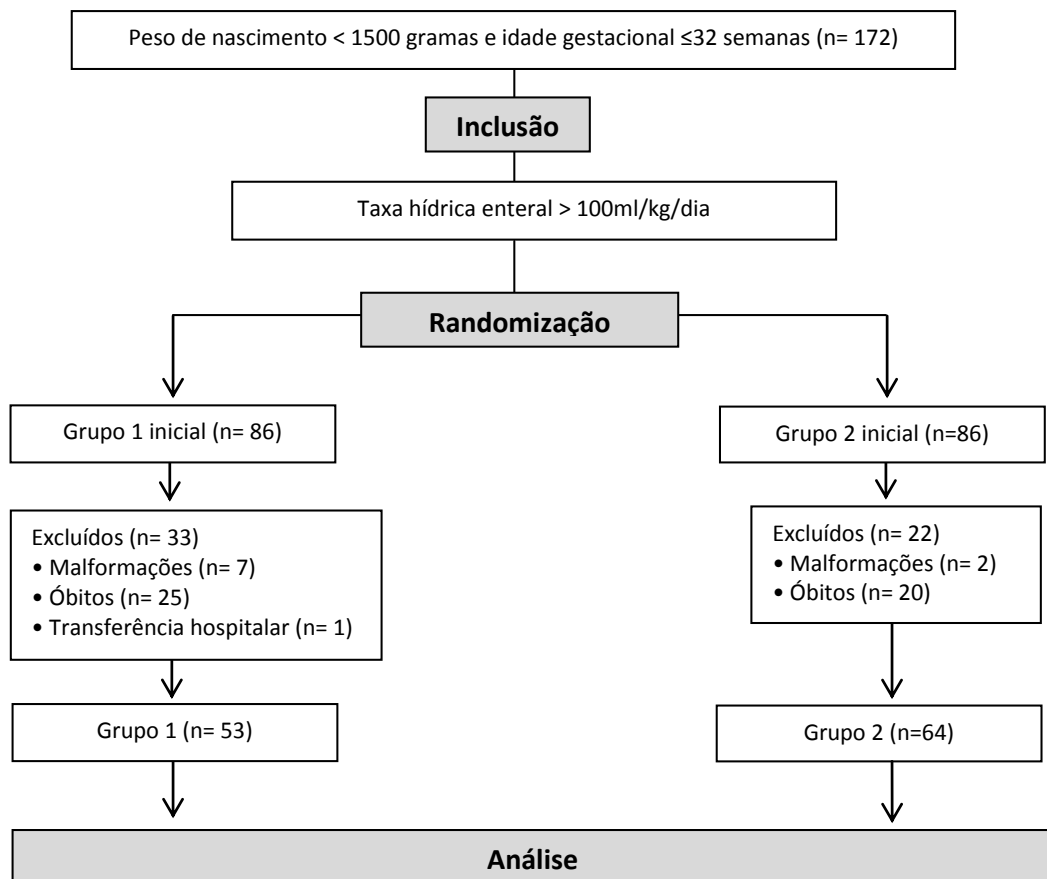 Peso de nascimento < 1500 gramas e idade gestacional ≤32 semanas (n= 172)
Inclusão
Taxa hídrica enteral > 100ml/kg/dia
Randomização
Grupo 1 inicial (n= 86)
Grupo 2 inicial (n=86)
Excluídos (n= 33)
• Malformações (n= 7)
• Óbitos (n= 25)
• Transferência hospitalar (n= 1)
Excluídos (n= 22)
• Malformações (n= 2)
• Óbitos (n= 20)
Grupo 1 (n= 53)
Grupo 2 (n=64)
Análise